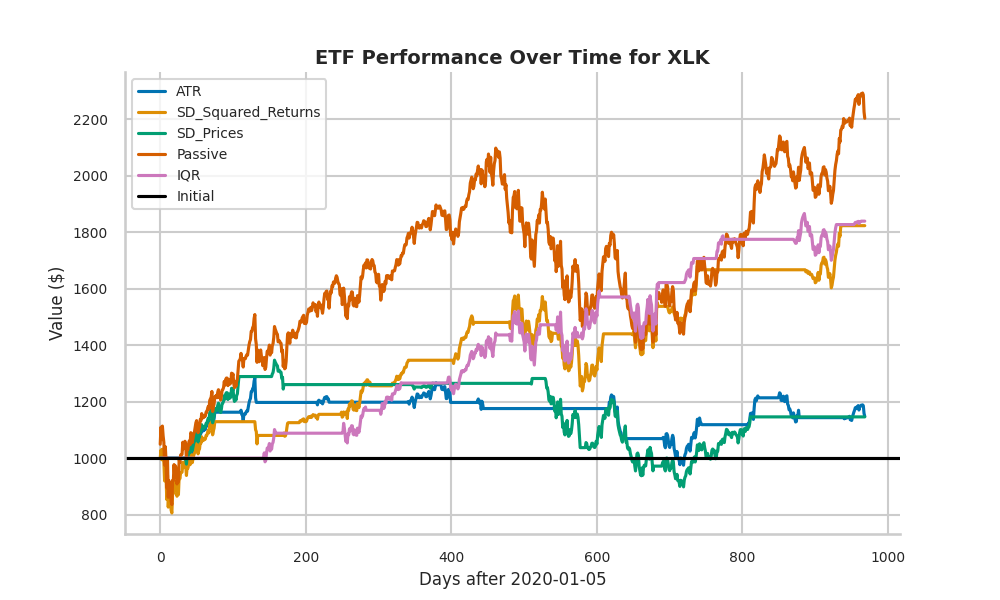 ETF Performance Over Time for XLK
ATR
SD_Squared_Returns
SD_Prices
Passive
IQR
Initial
Value ($)
2200
2000
1800
1600
1400
1200
1000
800
0 200 400 600 800 1000
Days after 2020-01-05